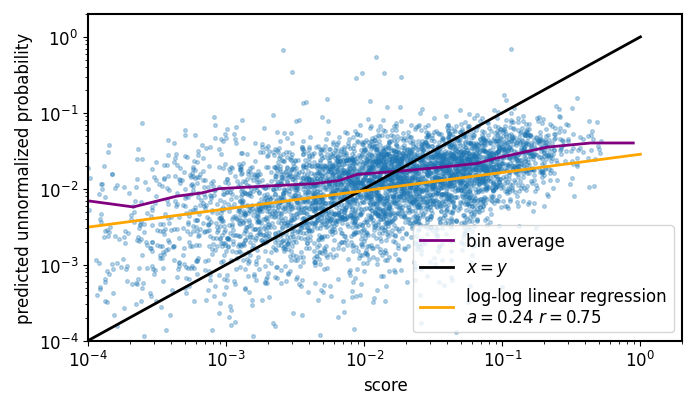 predicted unnormalized probability
10⁰
10⁻¹
10⁻²
10⁻³
10⁻⁴
bin average
x = y
log-log linear regression
a = 0.24 r = 0.75
10⁻⁴ 10⁻³ 10⁻² 10⁻¹ 10⁰
score